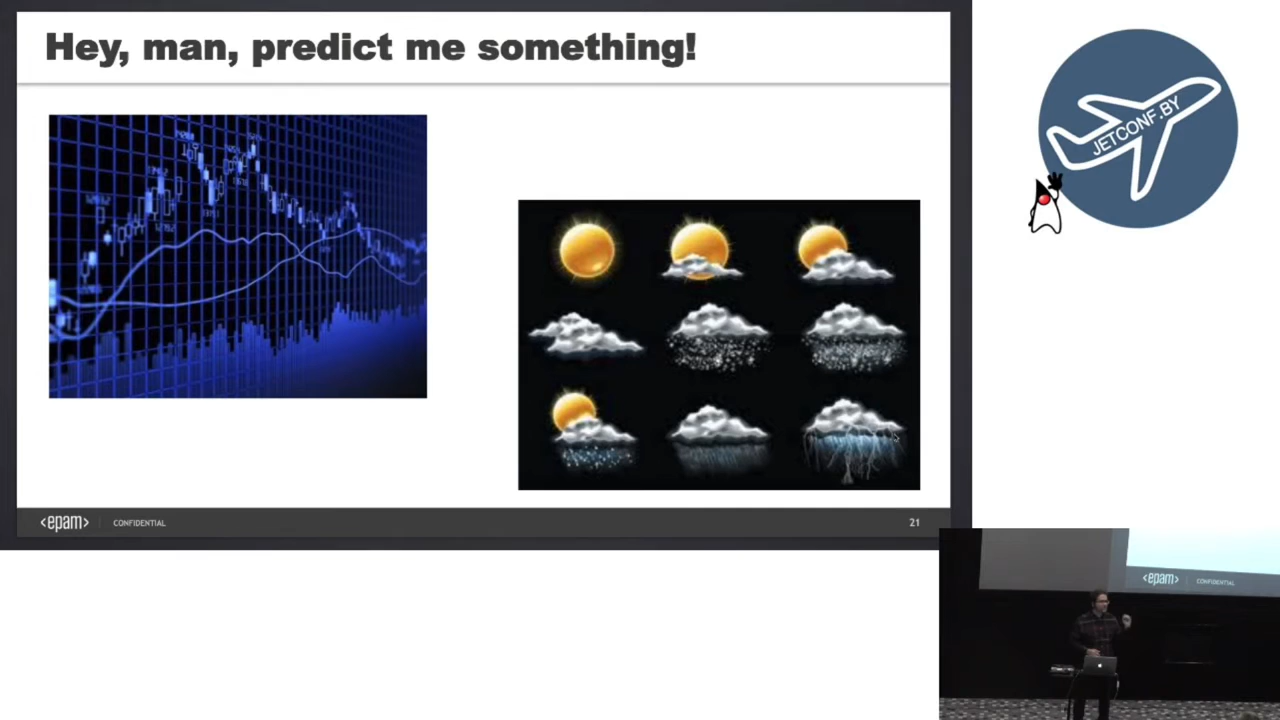 Hey, man, predict me something!
JETCONF.BY
<epam>
CONFIDENTIAL
21
<epam>
CONFIDENTIAL